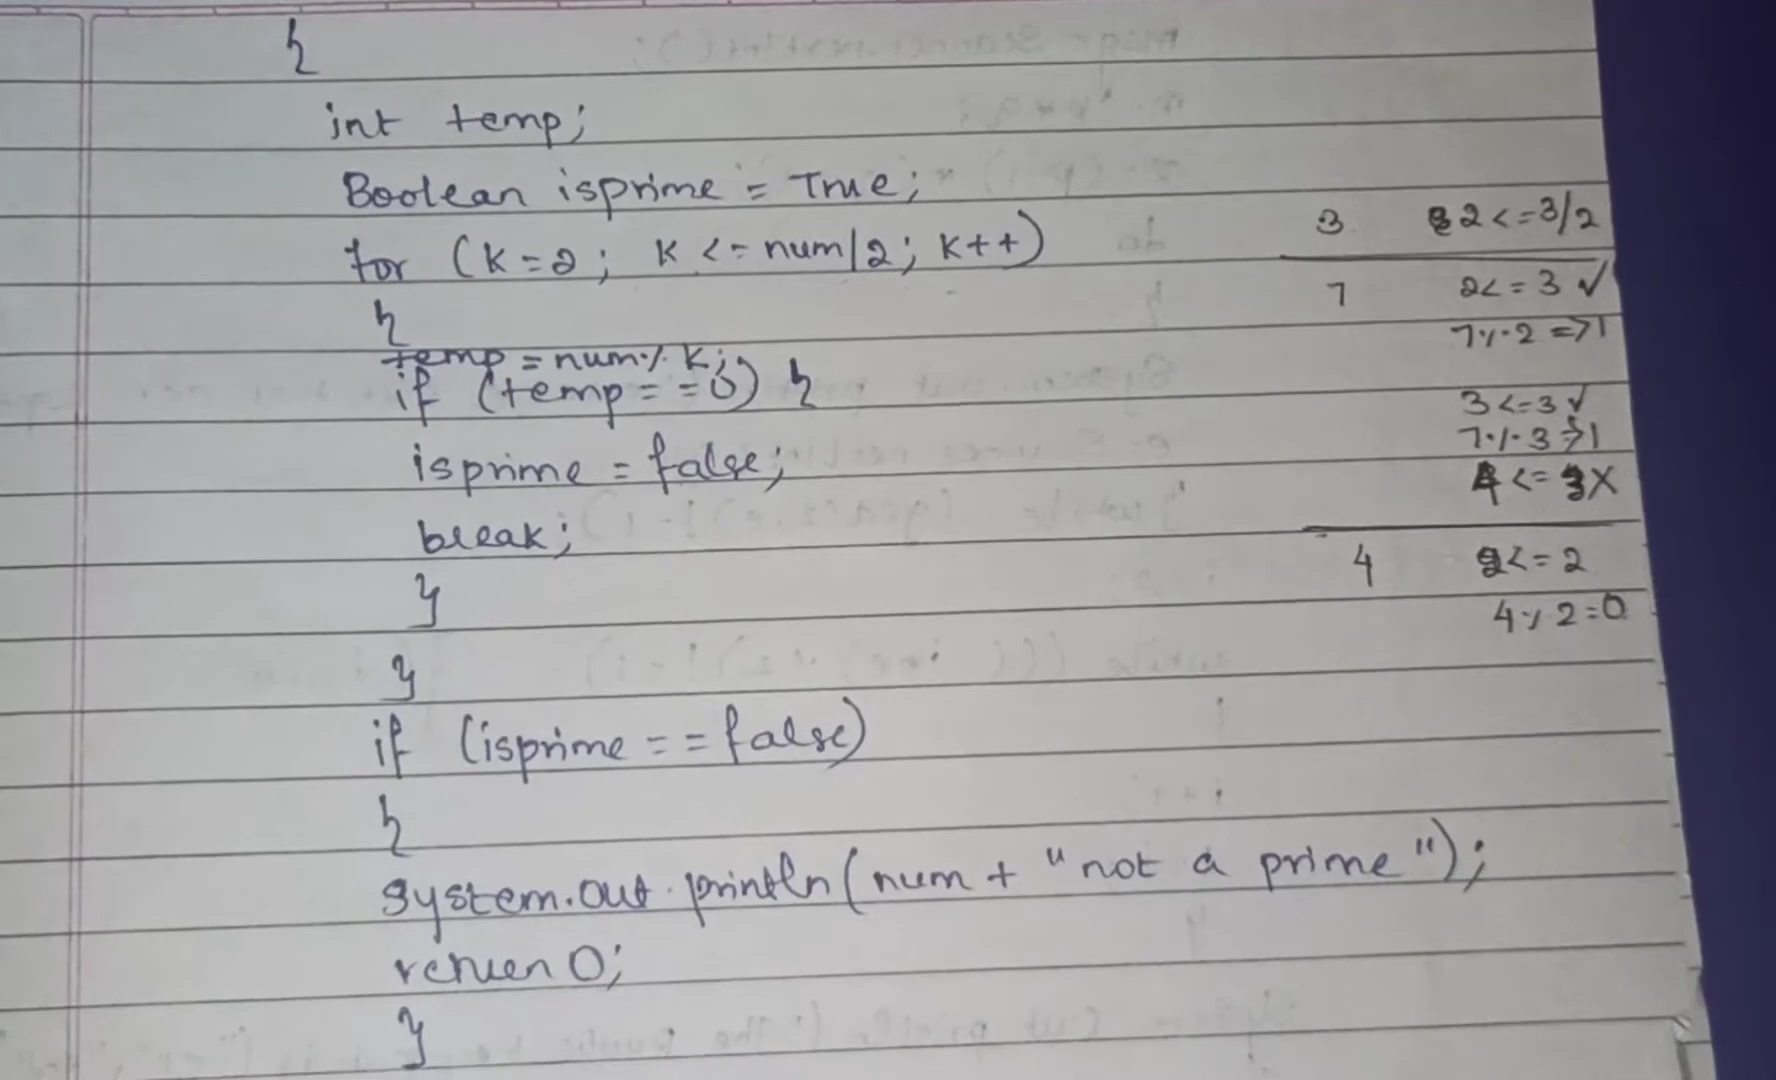 {
int temp;
Boolean isprime = True;
for (k=2; k <= num/2; k++)
{
temp = num % k;
if (temp == 0) {
isprime = false;
break;
}
}
if (isprime == false)
{
system.out.println(num + "not a prime");
return 0;
}
3 2 <= 3/2
7 2 <= 3 ✓
7 % 2 => 1
3 <= 3 ✓
7 % 3 => 1
4 <= 3 X
4 2 <= 2
4 % 2 = 0